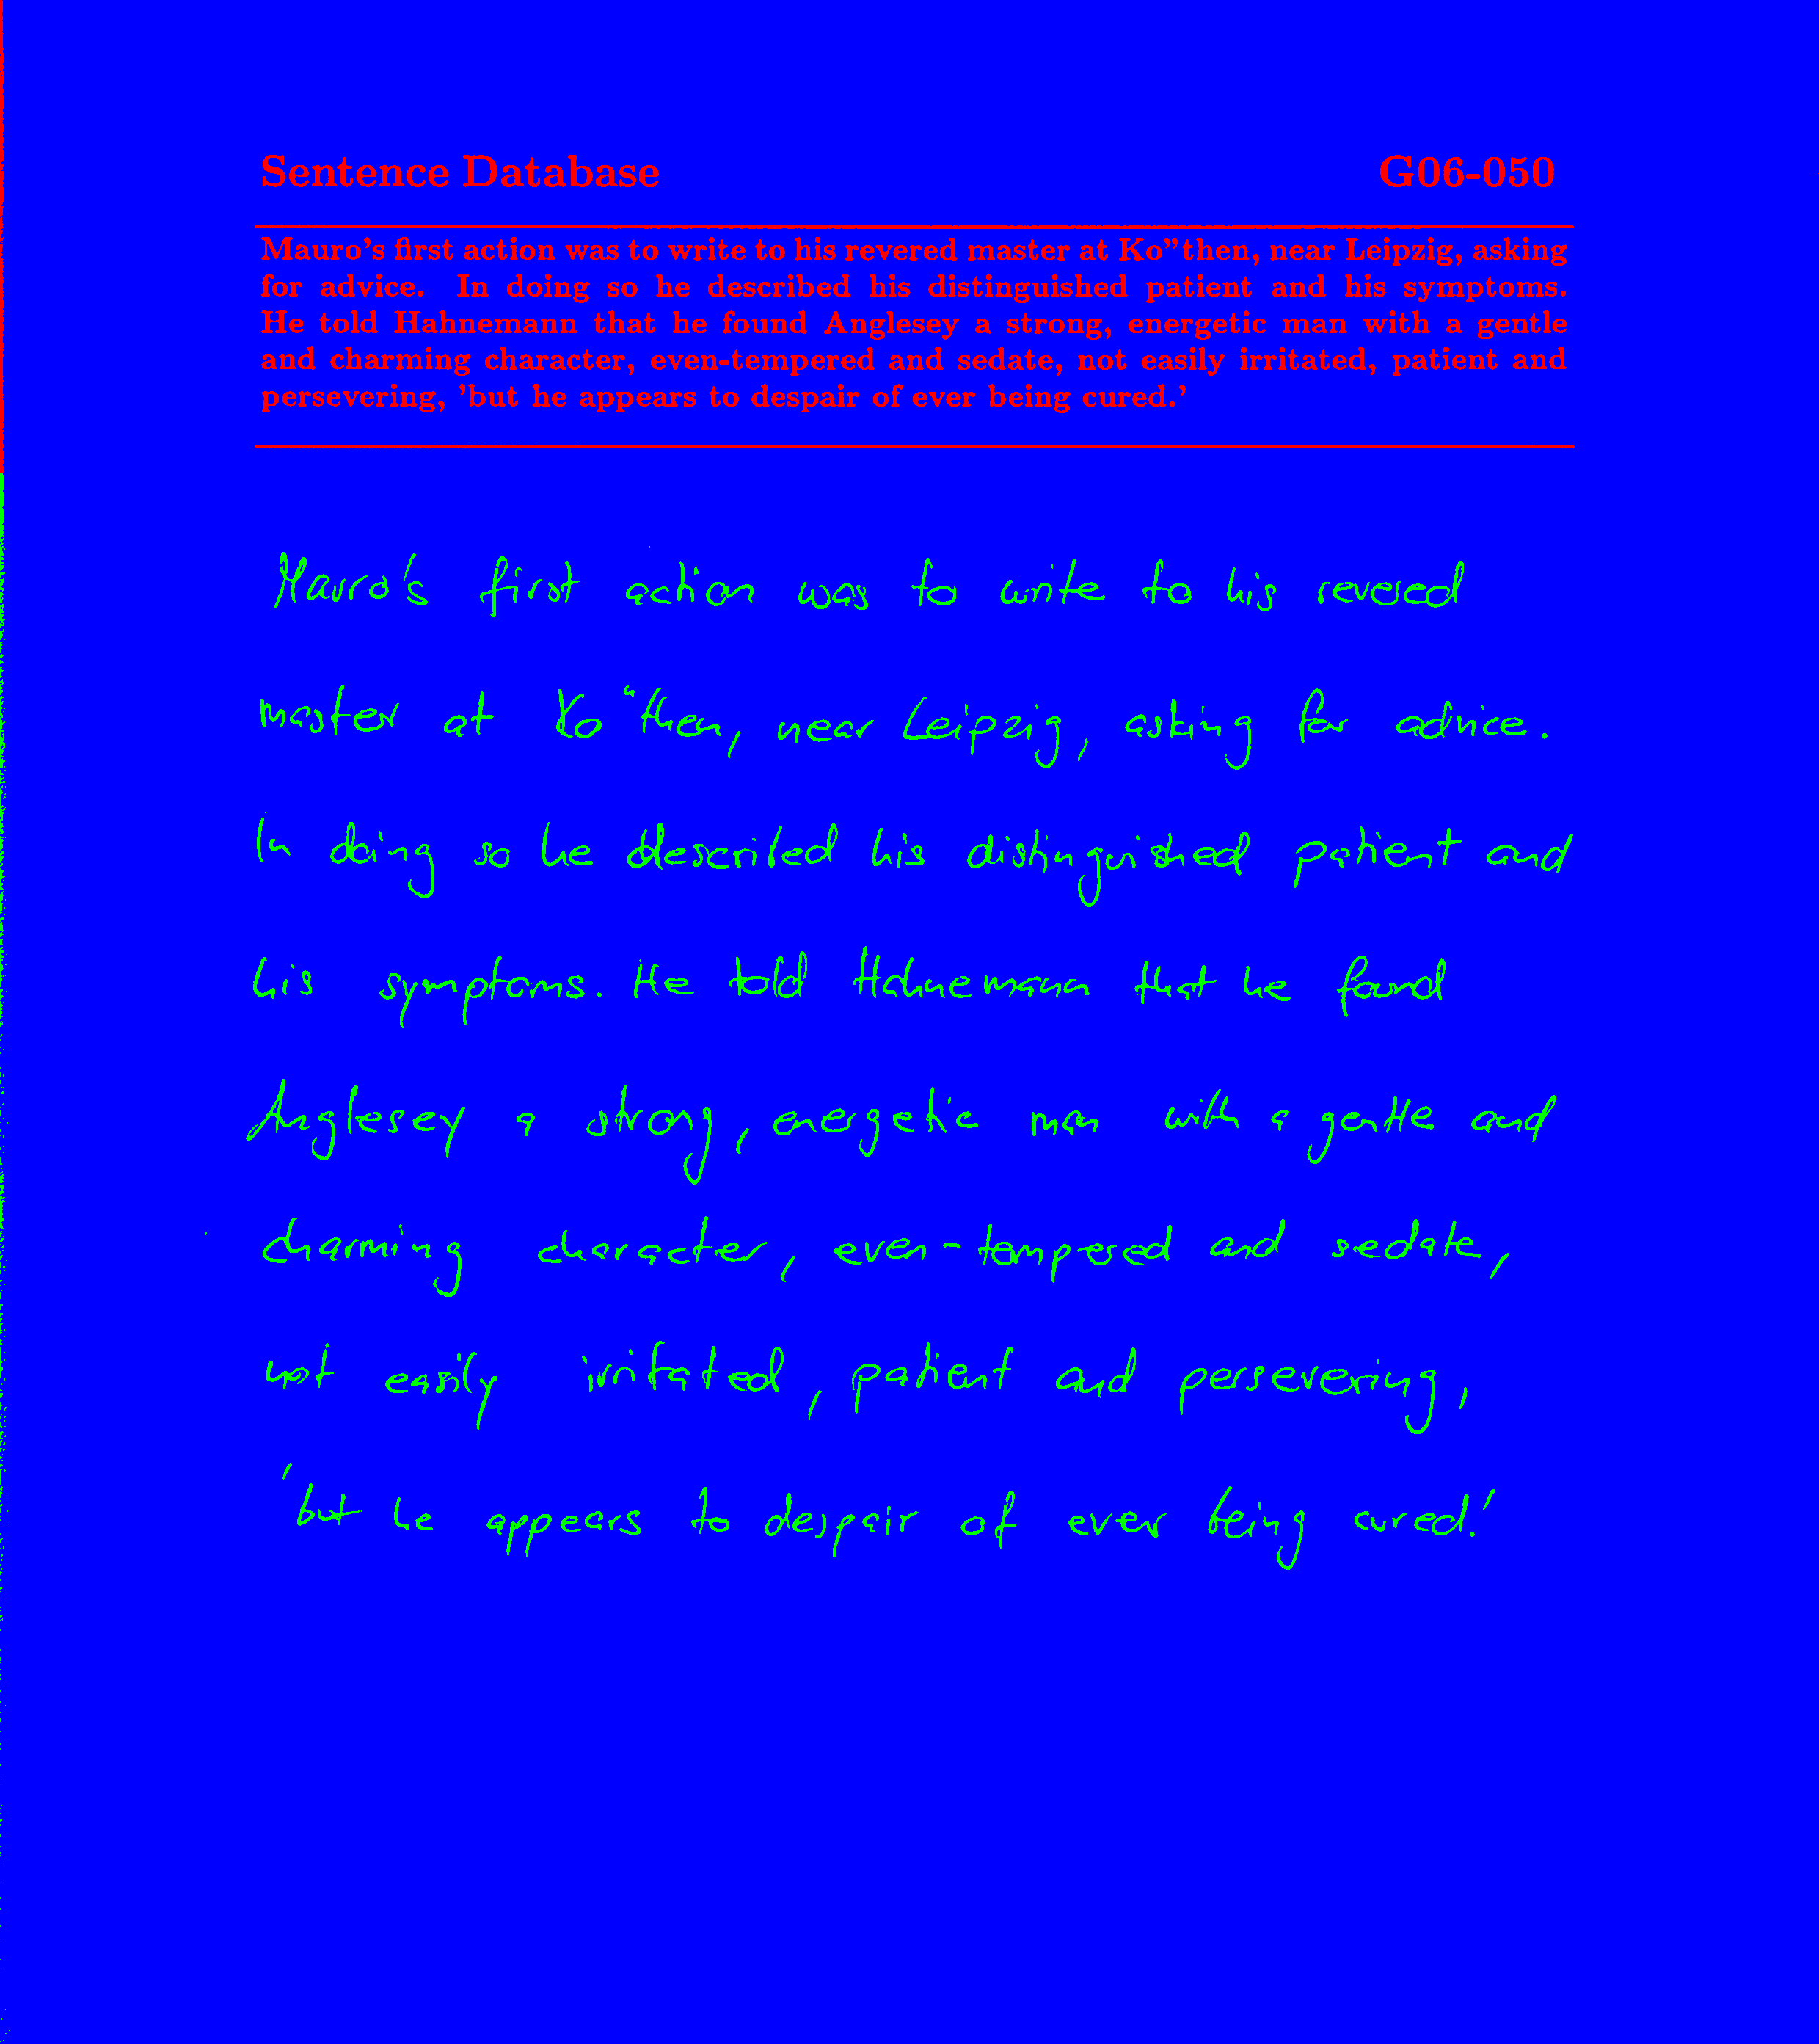 Sentence Database G06-050
Mauro's first action was to write to his revered master at Ko"then, near Leipzig, asking
for advice. In doing so he described his distinguished patient and his symptoms.
He told Hahnemann that he found Anglesey a strong, energetic man with a gentle
and charming character, even-tempered and sedate, not easily irritated, patient and
persevering, 'but he appears to despair of ever being cured.'
Mauro's first action was to write to his revered
master at Ko"then, near Leipzig, asking for advice.
In doing so he described his distinguished patient and
his symptoms. He told Hahnemann that he found
Anglesey a strong, energetic man with a gentle and
charming character, even-tempered and sedate,
not easily irritated, patient and persevering,
'but he appears to despair of ever being cured.'